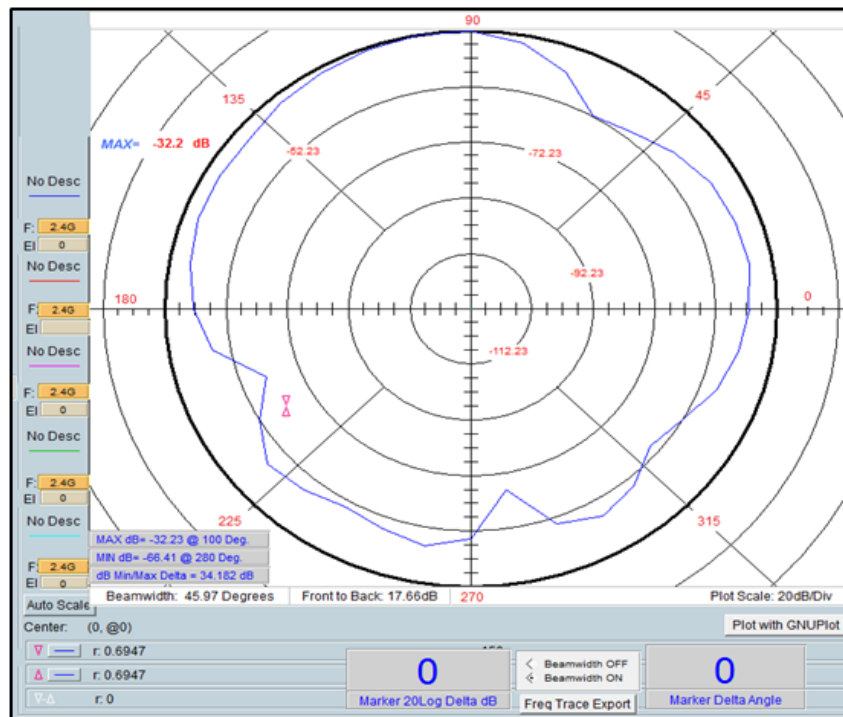 90
135
45
MAX= -32.2 dB
-52.23
-72.23
No Desc
F: 2.4G
El 0
No Desc
-92.23
180
0
F: 2.4G
El
-112.23
No Desc
F: 2.4G
El 0
No Desc
F: 2.4G
El 0
No Desc
225
315
MAX dB= -32.23 @ 100 Deg.
MIN dB= -66.41 @ 280 Deg.
dB Min/Max Delta = 34.182 dB
F: 2.4G
El 0
Beamwidth: 45.97 Degrees
Front to Back: 17.66dB
270
Plot Scale: 20dB/Div
Auto Scale
Center: (0, @0)
Plot with GNUPlot
r: 0.6947
r: 0.6947
r: 0
0
Marker 20Log Delta dB
Beamwidth OFF
Beamwidth ON
Freq Trace Export
0
Marker Delta Angle